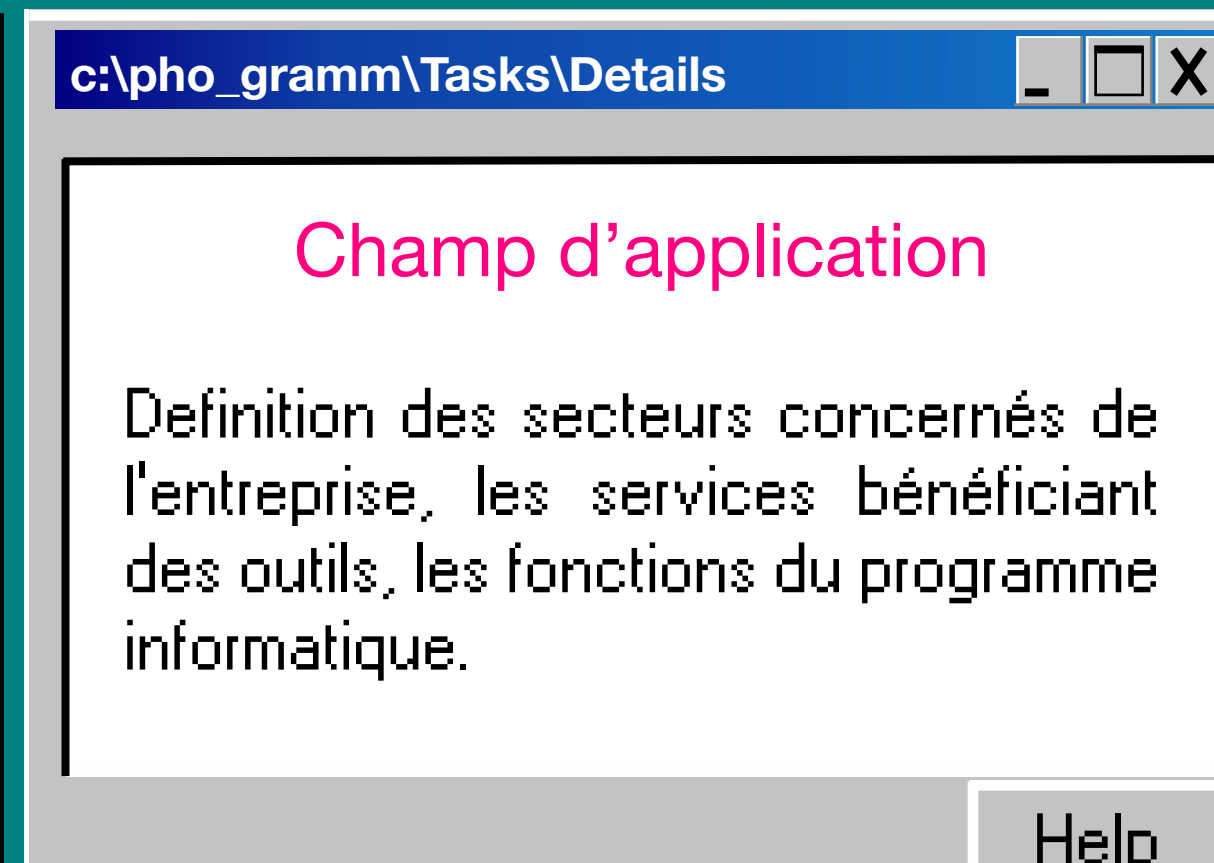 c:\pho_gramm\Tasks\Details
Champ d’application
Definition des secteurs concernés de
l'entreprise, les services bénéficiant
des outils, les fonctions du programme
informatique.
Help